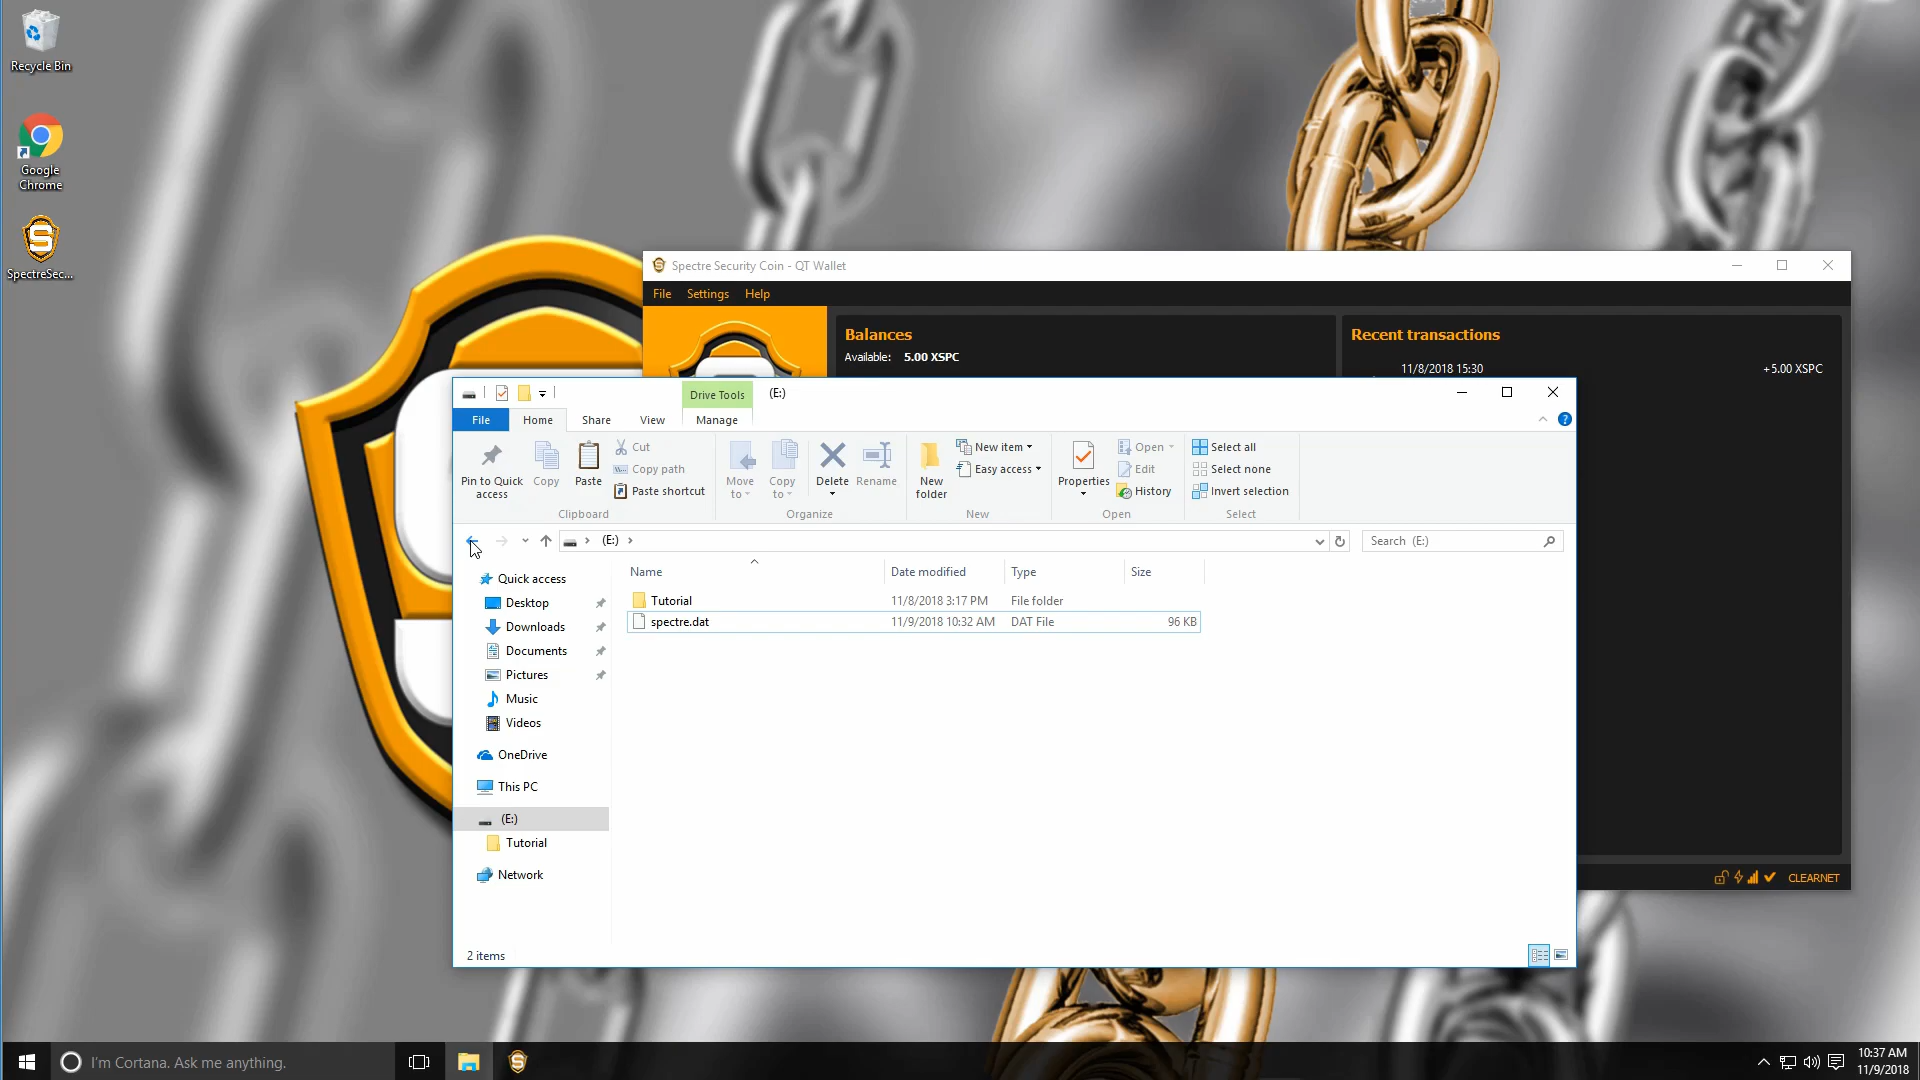 Recycle Bin
Google
Chrome
SpectreSec...
Spectre Security Coin - QT Wallet
File Settings Help
Balances
Available: 5.00 XSPC
Recent transactions
11/8/2018 15:30 +5.00 XSPC
Drive Tools (E:)
File Home Share View Manage
Pin to Quick
access
Copy
Paste
Cut
Copy path
Paste shortcut
Clipboard
Move
to
Copy
to
Delete
Rename
Organize
New
folder
New item
Easy access
New
Properties
Open
Edit
History
Open
Select all
Select none
Invert selection
Select
(E:)
Search (E:)
Name Date modified Type Size
Tutorial 11/8/2018 3:17 PM File folder
spectre.dat 11/9/2018 10:32 AM DAT File 96 KB
Quick access
Desktop
Downloads
Documents
Pictures
Music
Videos
OneDrive
This PC
(E:)
Tutorial
Network
2 items
CLEARNET
I'm Cortana. Ask me anything.
10:37 AM
11/9/2018